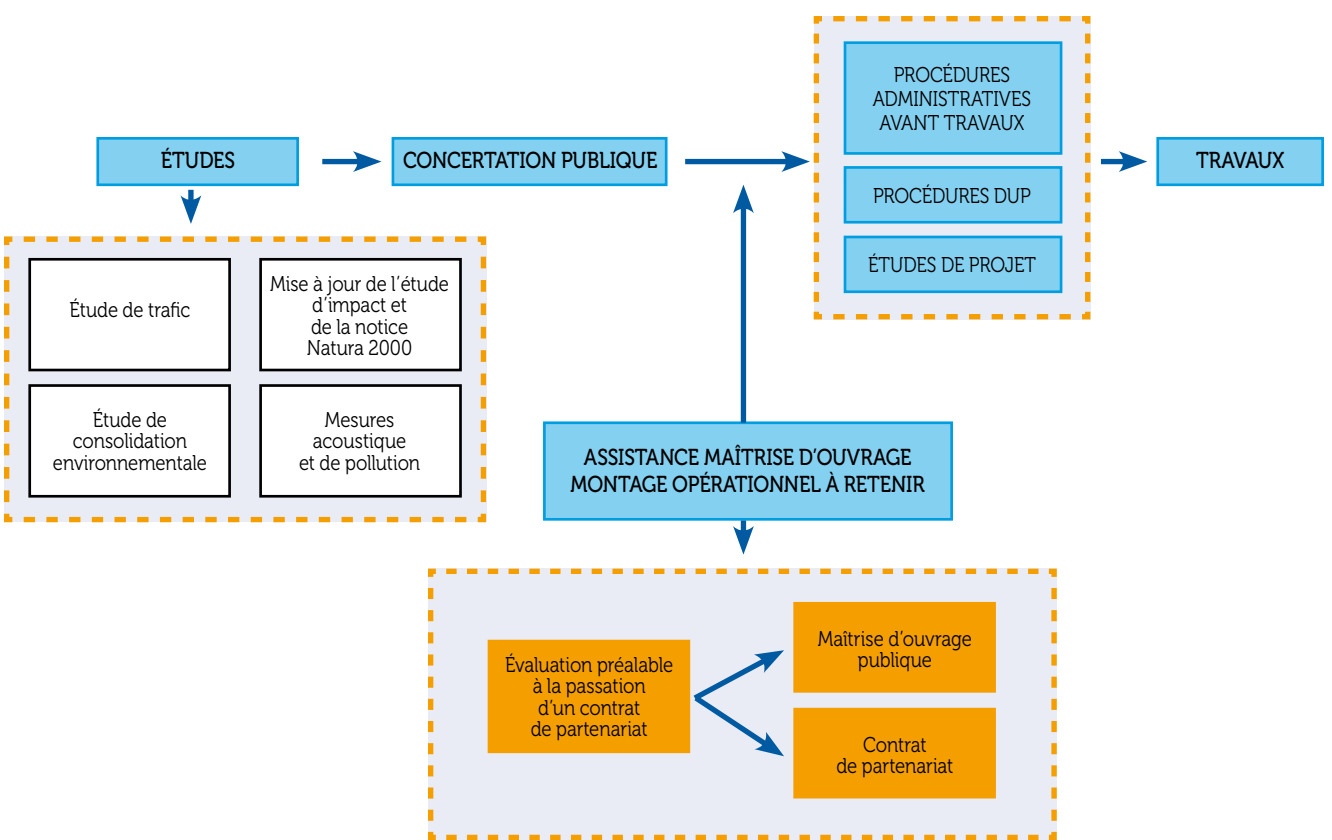 ÉTUDES
CONCERTATION PUBLIQUE
PROCÉDURES
ADMINISTRATIVES
AVANT TRAVAUX
PROCÉDURES DUP
ÉTUDES DE PROJET
TRAVAUX
Étude de trafic
Mise à jour de l’étude
d’impact et
de la notice
Natura 2000
Étude de
consolidation
environnementale
Mesures
acoustique
et de pollution
ASSISTANCE MAÎTRISE D'OUVRAGE
MONTAGE OPÉRATIONNEL À RETENIR
Évaluation préalable
à la passation
d’un contrat
de partenariat
Maîtrise d'ouvrage
publique
Contrat
de partenariat